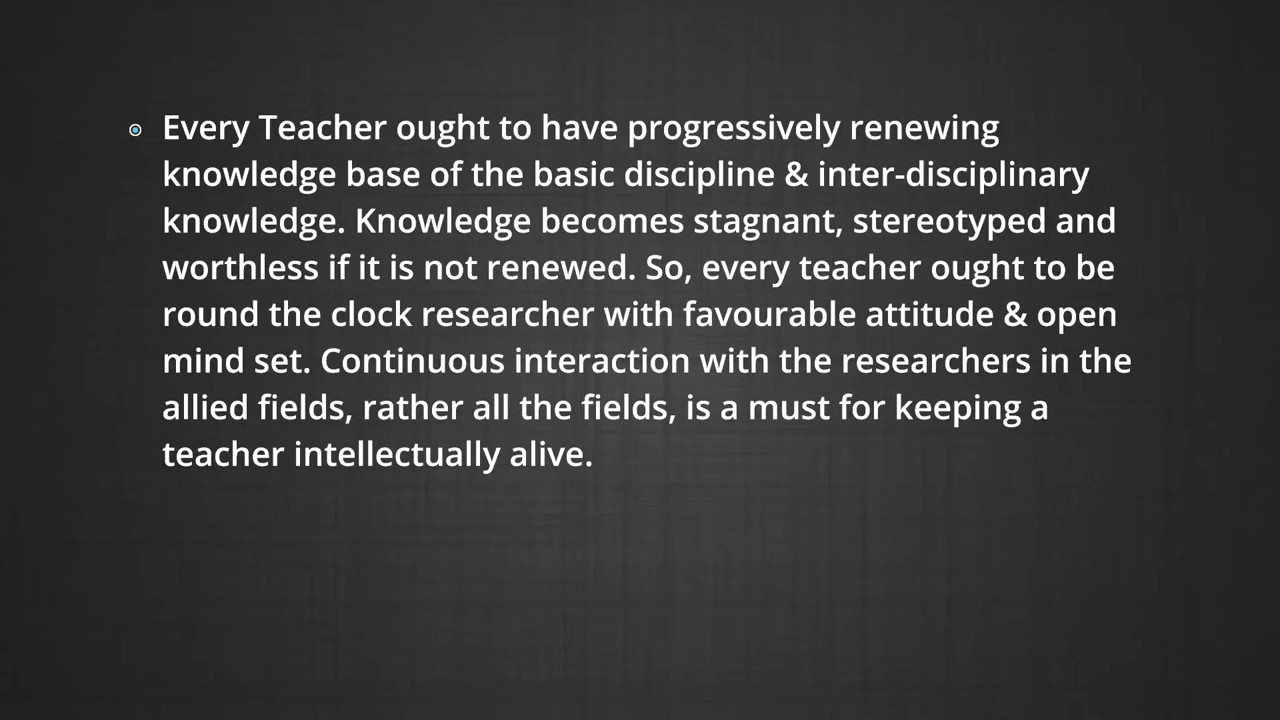 Every Teacher ought to have progressively renewing
knowledge base of the basic discipline & inter-disciplinary
knowledge. Knowledge becomes stagnant, stereotyped and
worthless if it is not renewed. So, every teacher ought to be
round the clock researcher with favourable attitude & open
mind set. Continuous interaction with the researchers in the
allied fields, rather all the fields, is a must for keeping a
teacher intellectually alive.